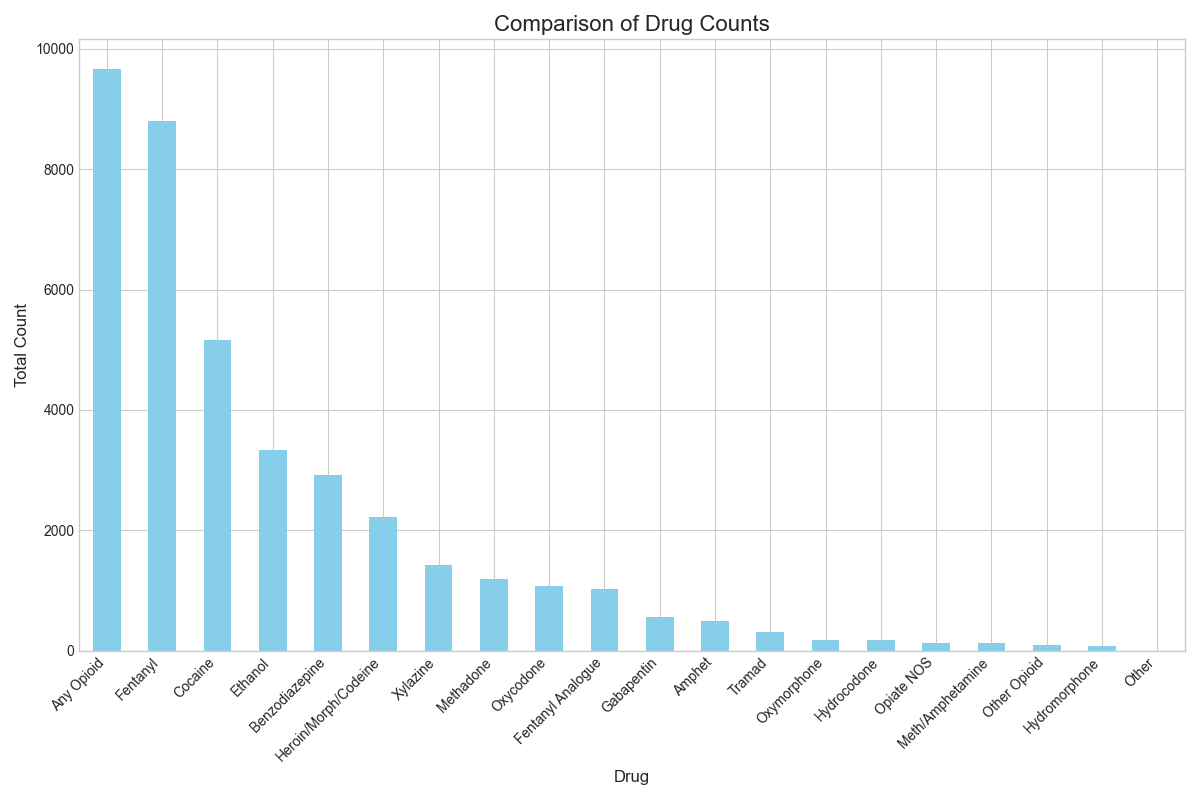 Comparison of Drug Counts
10000
8000
6000
4000
2000
0
Total Count
Any Opioid
Fentanyl
Cocaine
Ethanol
Benzodiazepine
Heroin/Morph/Codeine
Xylazine
Methadone
Oxycodone
Fentanyl Analogue
Gabapentin
Amphet
Tramad
Oxymorphone
Hydrocodone
Opiate NOS
Meth/Amphetamine
Other Opioid
Hydromorphone
Other
Drug